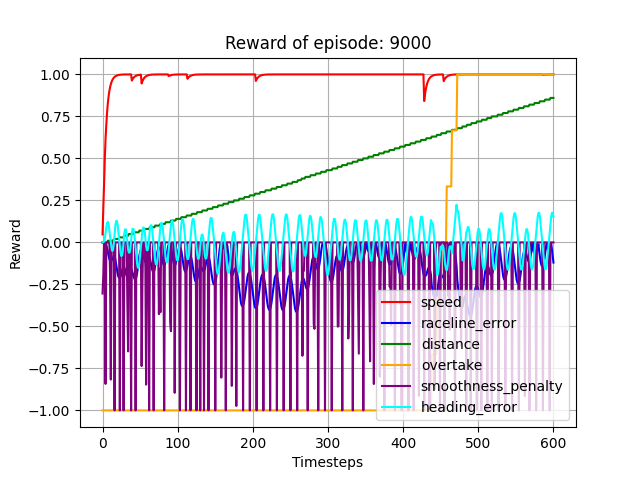 Reward of episode: 9000
Reward
1.00
0.75
0.50
0.25
0.00
−0.25
−0.50
−0.75
−1.00
speed
raceline_error
distance
overtake
smoothness_penalty
heading_error
0 100 200 300 400 500 600
Timesteps